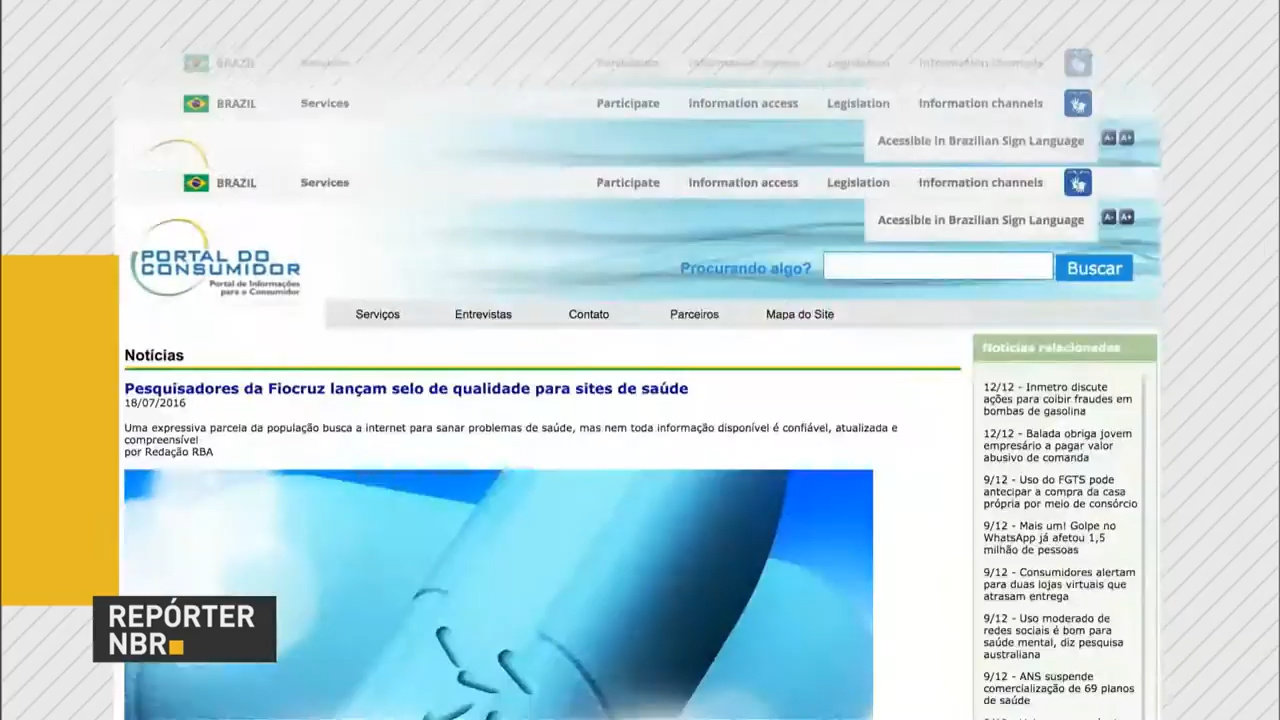 BRAZIL Services Participate Information access Legislation Information channels
BRAZIL Services Participate Information access Legislation Information channels
Acessible in Brazilian Sign Language A- A+
BRAZIL Services Participate Information access Legislation Information channels
Acessible in Brazilian Sign Language A- A+
PORTAL DO
CONSUMIDOR
Portal de Informações
para o Consumidor
Procurando algo? Buscar
Serviços Entrevistas Contato Parceiros Mapa do Site
Notícias
Pesquisadores da Fiocruz lançam selo de qualidade para sites de saúde
18/07/2016
Uma expressiva parcela da população busca a internet para sanar problemas de saúde, mas nem toda informação disponível é confiável, atualizada e
compreensível
por Redação RBA
Notícias relacionadas
12/12 - Inmetro discute
ações para coibir fraudes em
bombas de gasolina
12/12 - Balada obriga jovem
empresário a pagar valor
abusivo de comanda
9/12 - Uso do FGTS pode
antecipar a compra da casa
própria por meio de consórcio
9/12 - Mais um! Golpe no
WhatsApp já afetou 1,5
milhão de pessoas
9/12 - Consumidores alertam
para duas lojas virtuais que
atrasam entrega
9/12 - Uso moderado de
redes sociais é bom para
saúde mental, diz pesquisa
australiana
9/12 - ANS suspende
comercialização de 69 planos
de saúde
REPÓRTER
NBR